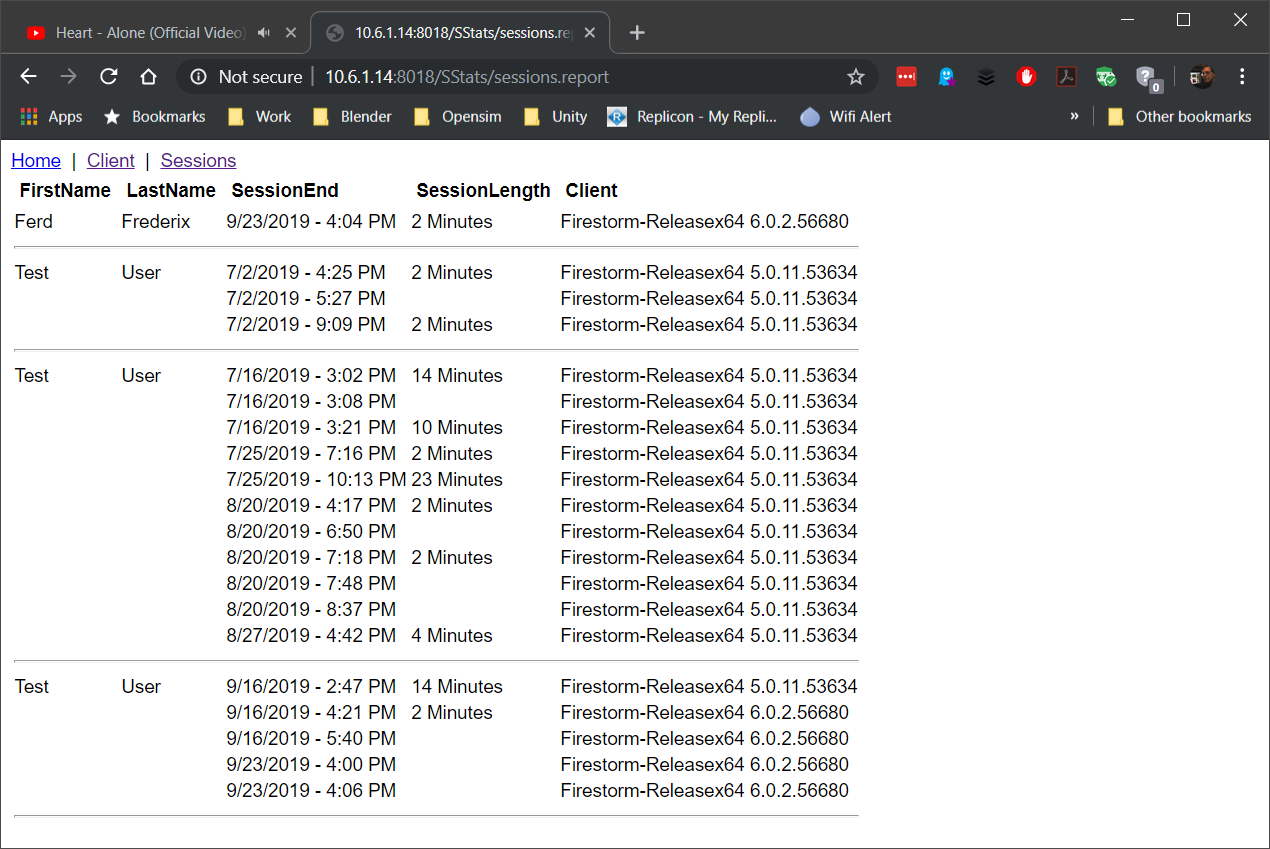 Heart - Alone (Official Video)
10.6.1.14:8018/SStats/sessions.re
Not secure | 10.6.1.14:8018/SStats/sessions.report
0
Apps Bookmarks Work Blender Opensim Unity Replicon - My Repli... Wifi Alert » Other bookmarks
Home | Client | Sessions
FirstName LastName SessionEnd SessionLength Client
Ferd Frederix 9/23/2019 - 4:04 PM 2 Minutes Firestorm-Releasex64 6.0.2.56680
Test User 7/2/2019 - 4:25 PM 2 Minutes Firestorm-Releasex64 5.0.11.53634
7/2/2019 - 5:27 PM Firestorm-Releasex64 5.0.11.53634
7/2/2019 - 9:09 PM 2 Minutes Firestorm-Releasex64 5.0.11.53634
Test User 7/16/2019 - 3:02 PM 14 Minutes Firestorm-Releasex64 5.0.11.53634
7/16/2019 - 3:08 PM Firestorm-Releasex64 5.0.11.53634
7/16/2019 - 3:21 PM 10 Minutes Firestorm-Releasex64 5.0.11.53634
7/25/2019 - 7:16 PM 2 Minutes Firestorm-Releasex64 5.0.11.53634
7/25/2019 - 10:13 PM 23 Minutes Firestorm-Releasex64 5.0.11.53634
8/20/2019 - 4:17 PM 2 Minutes Firestorm-Releasex64 5.0.11.53634
8/20/2019 - 6:50 PM Firestorm-Releasex64 5.0.11.53634
8/20/2019 - 7:18 PM 2 Minutes Firestorm-Releasex64 5.0.11.53634
8/20/2019 - 7:48 PM Firestorm-Releasex64 5.0.11.53634
8/20/2019 - 8:37 PM Firestorm-Releasex64 5.0.11.53634
8/27/2019 - 4:42 PM 4 Minutes Firestorm-Releasex64 5.0.11.53634
Test User 9/16/2019 - 2:47 PM 14 Minutes Firestorm-Releasex64 5.0.11.53634
9/16/2019 - 4:21 PM 2 Minutes Firestorm-Releasex64 6.0.2.56680
9/16/2019 - 5:40 PM Firestorm-Releasex64 6.0.2.56680
9/23/2019 - 4:00 PM Firestorm-Releasex64 6.0.2.56680
9/23/2019 - 4:06 PM Firestorm-Releasex64 6.0.2.56680